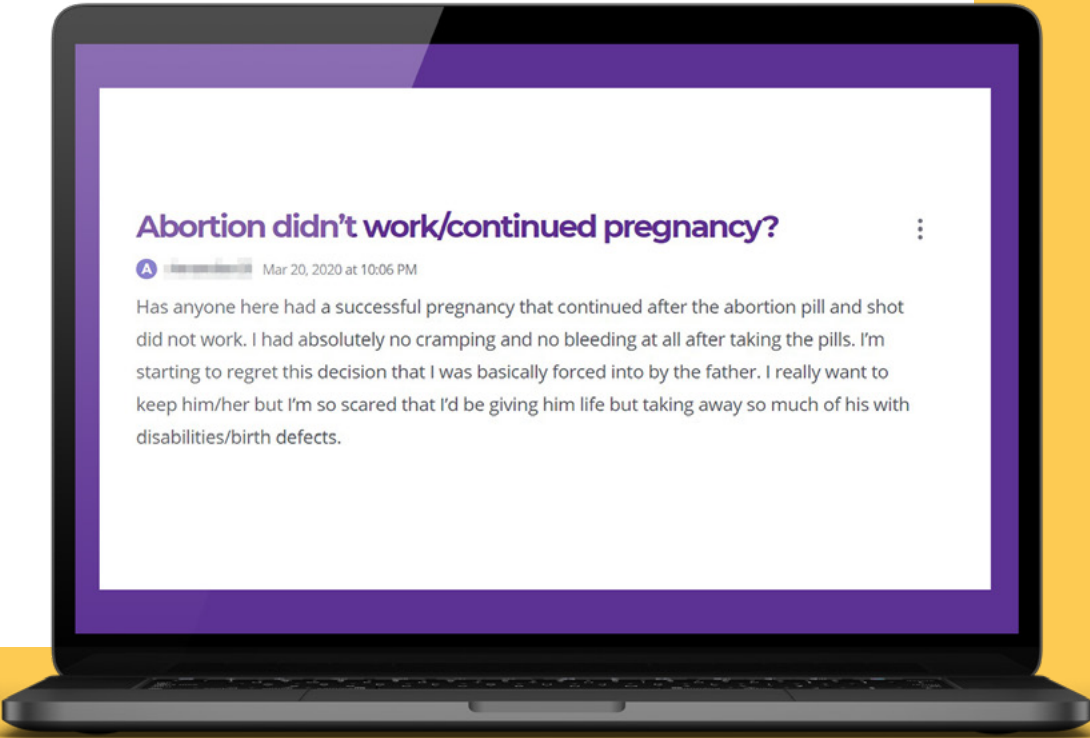 Abortion didn't work/continued pregnancy?
A Mar 20, 2020 at 10:06 PM
Has anyone here had a successful pregnancy that continued after the abortion pill and shot
did not work. I had absolutely no cramping and no bleeding at all after taking the pills. I'm
starting to regret this decision that I was basically forced into by the father. I really want to
keep him/her but I'm so scared that I'd be giving him life but taking away so much of his with
disabilities/birth defects.